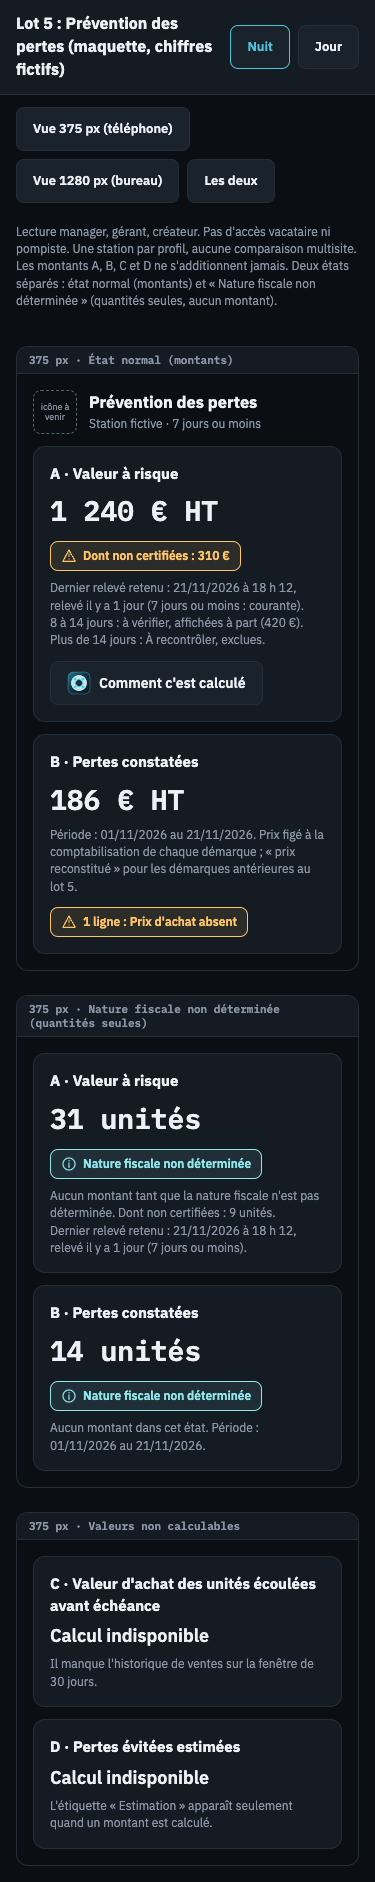 Lot 5 : Prévention des
pertes (maquette, chiffres
fictifs)
Nuit
Jour
Vue 375 px (téléphone)
Vue 1280 px (bureau)
Les deux
Lecture manager, gérant, créateur. Pas d'accès vacataire ni
pompiste. Une station par profil, aucune comparaison multisite.
Les montants A, B, C et D ne s'additionnent jamais. Deux états
séparés : état normal (montants) et « Nature fiscale non
déterminée » (quantités seules, aucun montant).
375 px · État normal (montants)
icône à
venir
Prévention des pertes
Station fictive · 7 jours ou moins
A · Valeur à risque
1 240 € HT
Dont non certifiées : 310 €
Dernier relevé retenu : 21/11/2026 à 18 h 12,
relevé il y a 1 jour (7 jours ou moins : courante).
8 à 14 jours : à vérifier, affichées à part (420 €).
Plus de 14 jours : À recontrôler, exclues.
Comment c'est calculé
B · Pertes constatées
186 € HT
Période : 01/11/2026 au 21/11/2026. Prix figé à la
comptabilisation de chaque démarque ; « prix
reconstitué » pour les démarques antérieures au
lot 5.
1 ligne : Prix d'achat absent
375 px · Nature fiscale non déterminée
(quantités seules)
A · Valeur à risque
31 unités
Nature fiscale non déterminée
Aucun montant tant que la nature fiscale n'est pas
déterminée. Dont non certifiées : 9 unités.
Dernier relevé retenu : 21/11/2026 à 18 h 12,
relevé il y a 1 jour (7 jours ou moins).
B · Pertes constatées
14 unités
Nature fiscale non déterminée
Aucun montant dans cet état. Période :
01/11/2026 au 21/11/2026.
375 px · Valeurs non calculables
C · Valeur d'achat des unités écoulées
avant échéance
Calcul indisponible
Il manque l'historique de ventes sur la fenêtre de
30 jours.
D · Pertes évitées estimées
Calcul indisponible
L'étiquette « Estimation » apparaît seulement
quand un montant est calculé.